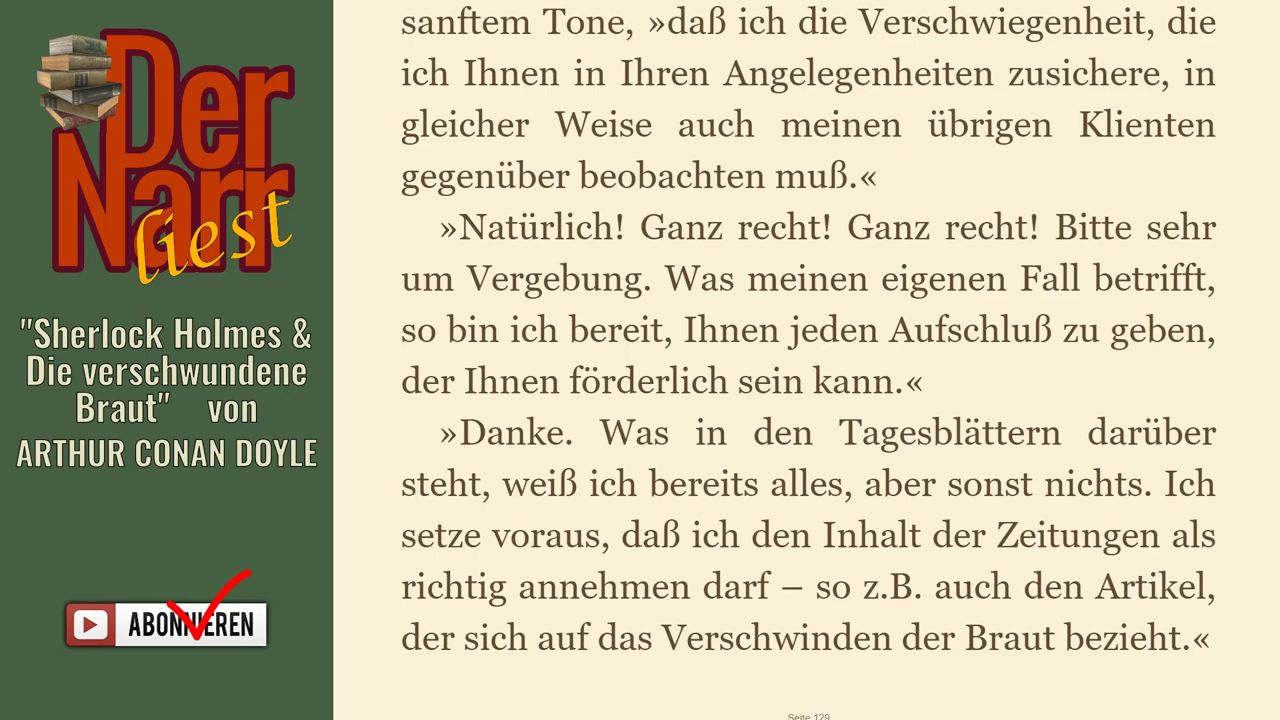 Der
Narr
liest
"Sherlock Holmes &
Die verschwundene
Braut" von
ARTHUR CONAN DOYLE
ABONNIEREN
sanftem Tone, »daß ich die Verschwiegenheit, die
ich Ihnen in Ihren Angelegenheiten zusichere, in
gleicher Weise auch meinen übrigen Klienten
gegenüber beobachten muß.«
»Natürlich! Ganz recht! Ganz recht! Bitte sehr
um Vergebung. Was meinen eigenen Fall betrifft,
so bin ich bereit, Ihnen jeden Aufschluß zu geben,
der Ihnen förderlich sein kann.«
»Danke. Was in den Tagesblättern darüber
steht, weiß ich bereits alles, aber sonst nichts. Ich
setze voraus, daß ich den Inhalt der Zeitungen als
richtig annehmen darf – so z.B. auch den Artikel,
der sich auf das Verschwinden der Braut bezieht.«
Seite 129